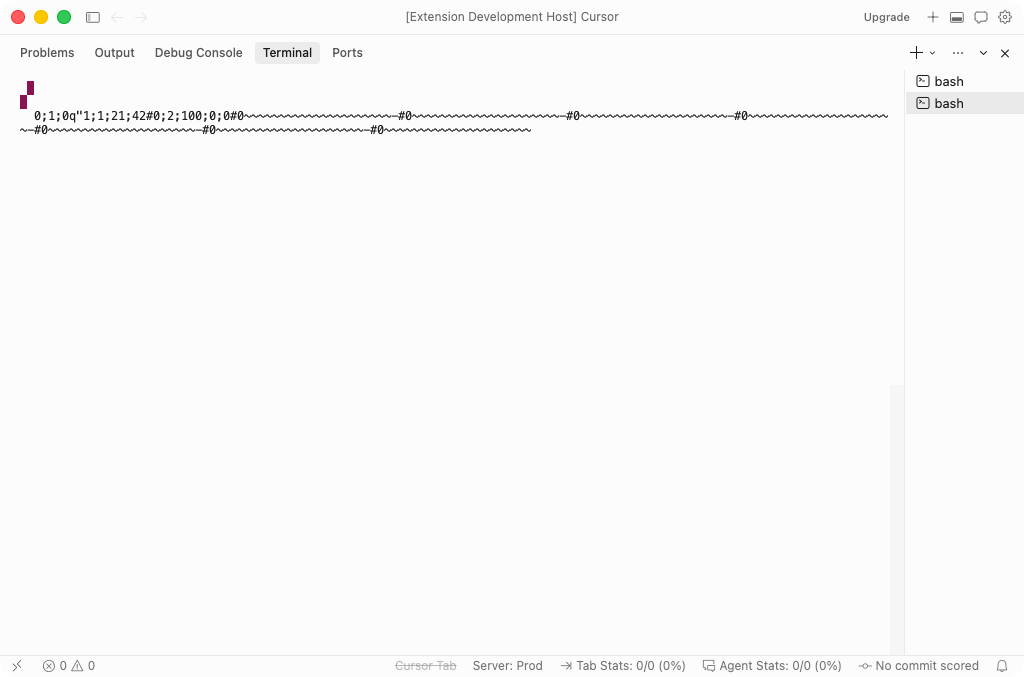 [Extension Development Host] Cursor
Upgrade
Problems Output Debug Console Terminal Ports
bash
bash
0;1;0q"1;1;21;42#0;2;100;0;0#0~~~~~~~~~~~~~~~~~~~~~-#0~~~~~~~~~~~~~~~~~~~~~-#0~~~~~~~~~~~~~~~~~~~~~-#0~~~~~~~~~~~~~~~~~~~~
~-#0~~~~~~~~~~~~~~~~~~~~~-#0~~~~~~~~~~~~~~~~~~~~~-#0~~~~~~~~~~~~~~~~~~~~~
0 0 Cursor Tab Server: Prod Tab Stats: 0/0 (0%) Agent Stats: 0/0 (0%) No commit scored